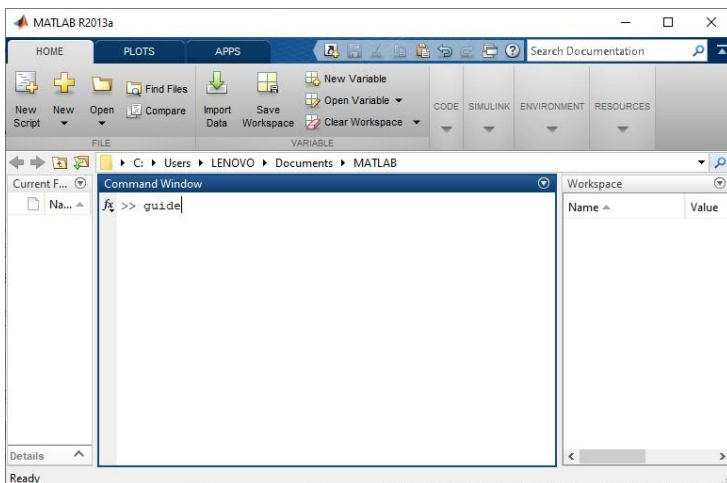 MATLAB R2013a
HOME PLOTS APPS Search Documentation
New Script New Open Find Files Compare Import Data Save Workspace New Variable Open Variable Clear Workspace CODE SIMULINK ENVIRONMENT RESOURCES
FILE VARIABLE
C: Users LENOVO Documents MATLAB
Current F... Command Window Workspace
Na... fx >> guide Name Value
Details
Ready